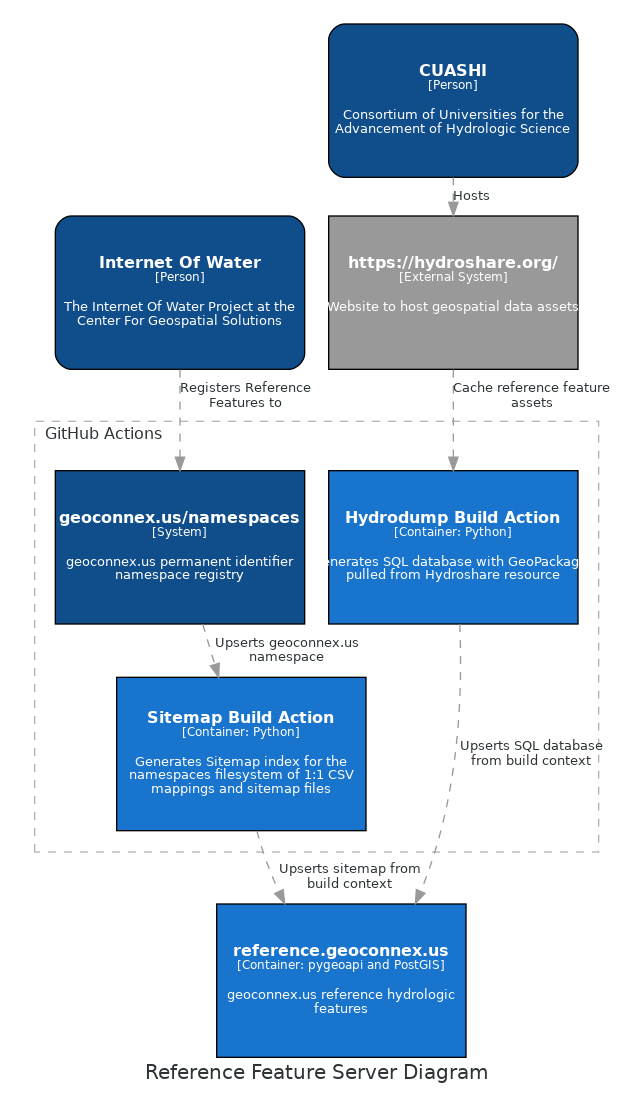 CUASHI
[Person]
Consortium of Universities for the
Advancement of Hydrologic Science
Hosts
Internet Of Water
[Person]
The Internet Of Water Project at the
Center For Geospatial Solutions
https://hydroshare.org/
[External System]
Website to host geospatial data assets
Registers Reference
Features to
Cache reference feature
assets
GitHub Actions
geoconnex.us/namespaces
[System]
geoconnex.us permanent identifier
namespace registry
Hydrodump Build Action
[Container: Python]
enerates SQL database with GeoPackag
pulled from Hydroshare resource
Upserts geoconnex.us
namespace
Sitemap Build Action
[Container: Python]
Generates Sitemap index for the
namespaces filesystem of 1:1 CSV
mappings and sitemap files
Upserts SQL database
from build context
Upserts sitemap from
build context
reference.geoconnex.us
[Container: pygeoapi and PostGIS]
geoconnex.us reference hydrologic
features
Reference Feature Server Diagram